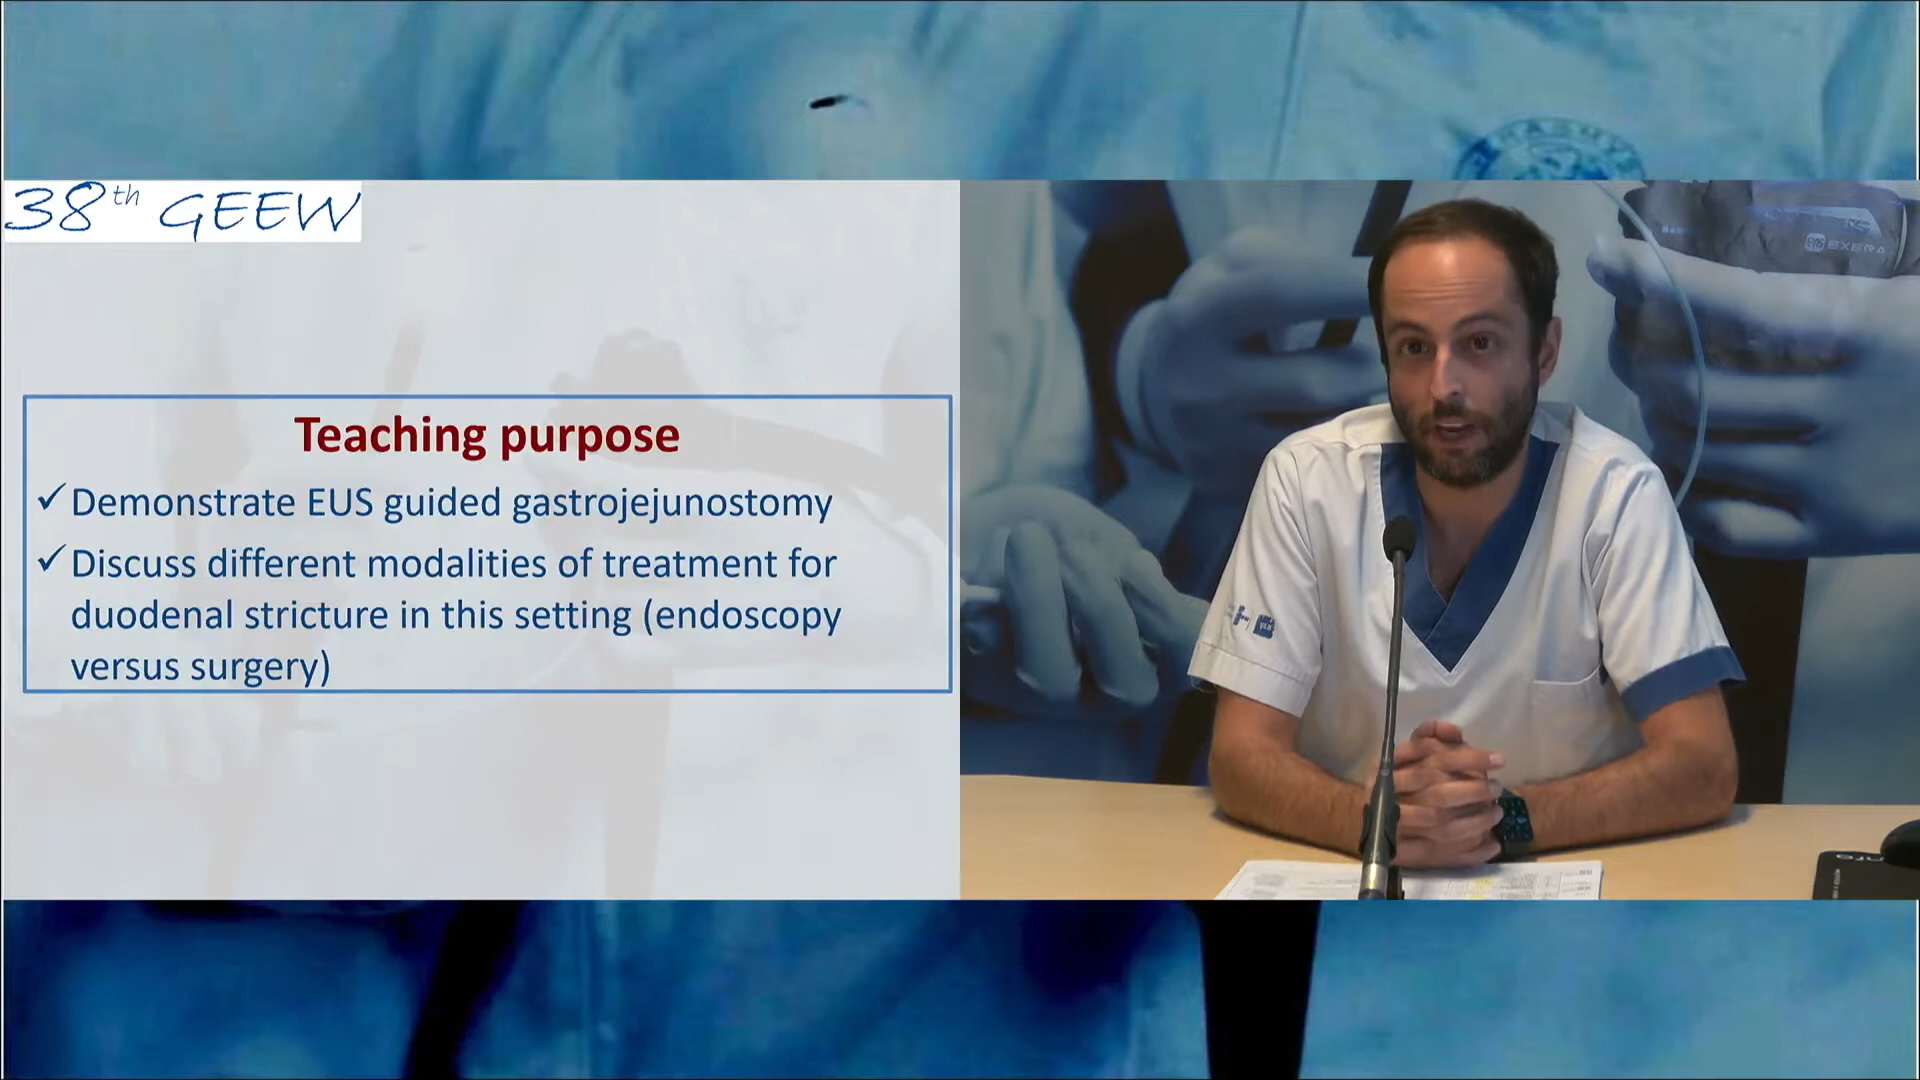 38th GEEW
Teaching purpose
✓ Demonstrate EUS guided gastrojejunostomy
✓ Discuss different modalities of treatment for
duodenal stricture in this setting (endoscopy
versus surgery)
EXERA